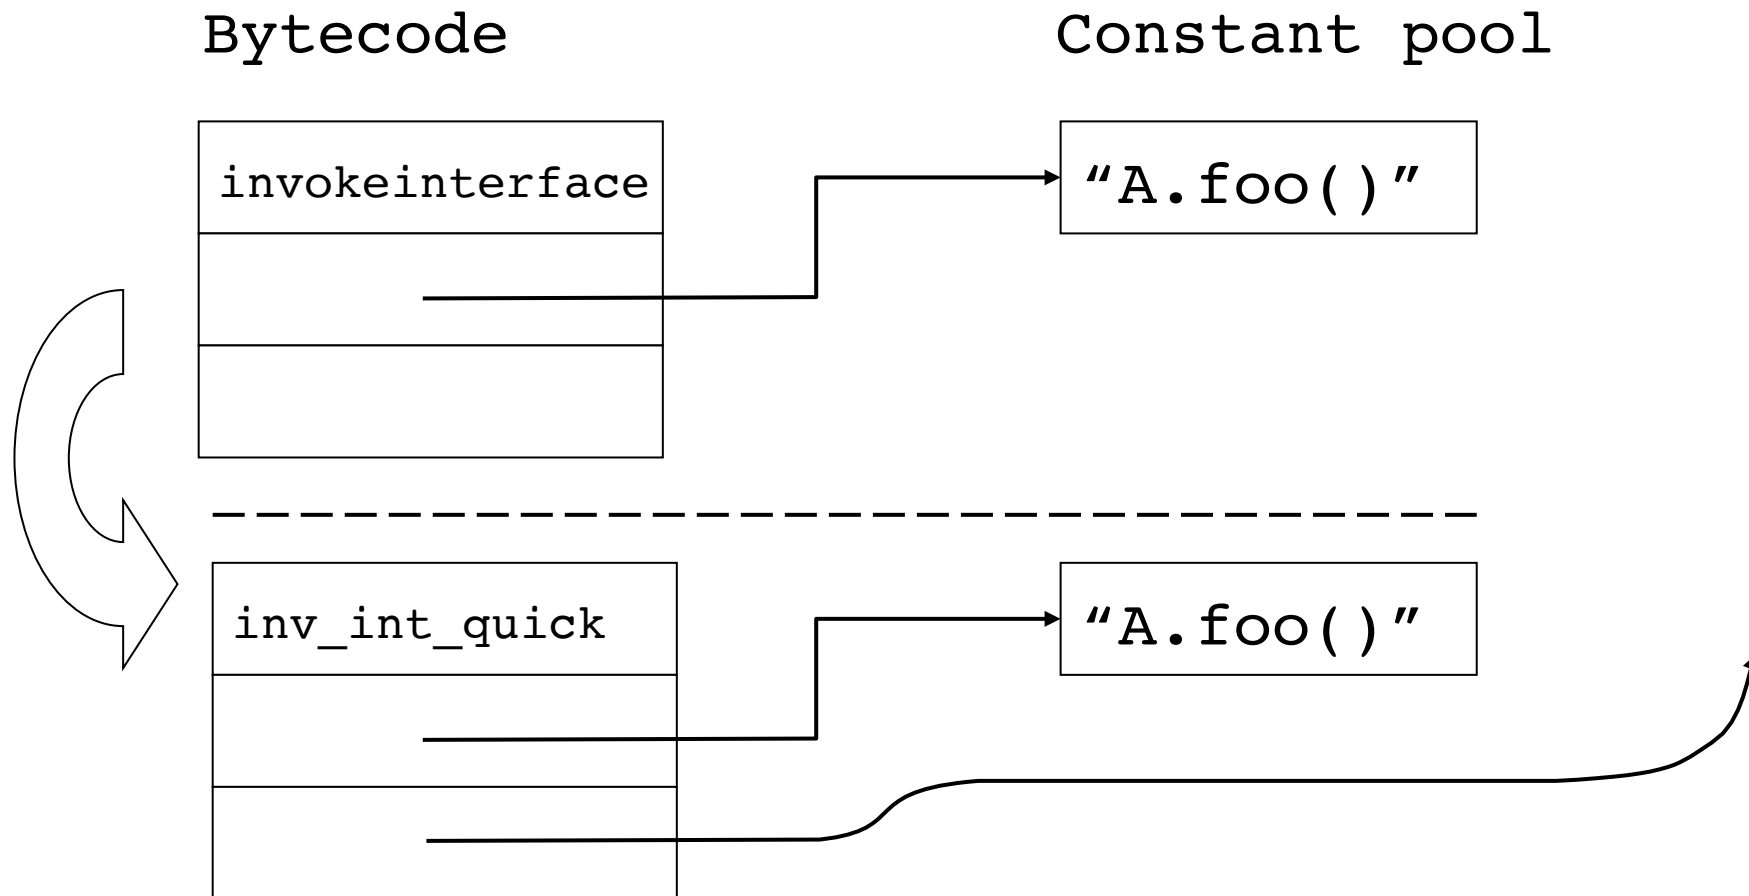 Bytecode
Constant pool
invokeinterface
“A.foo()”
inv_int_quick
“A.foo()”